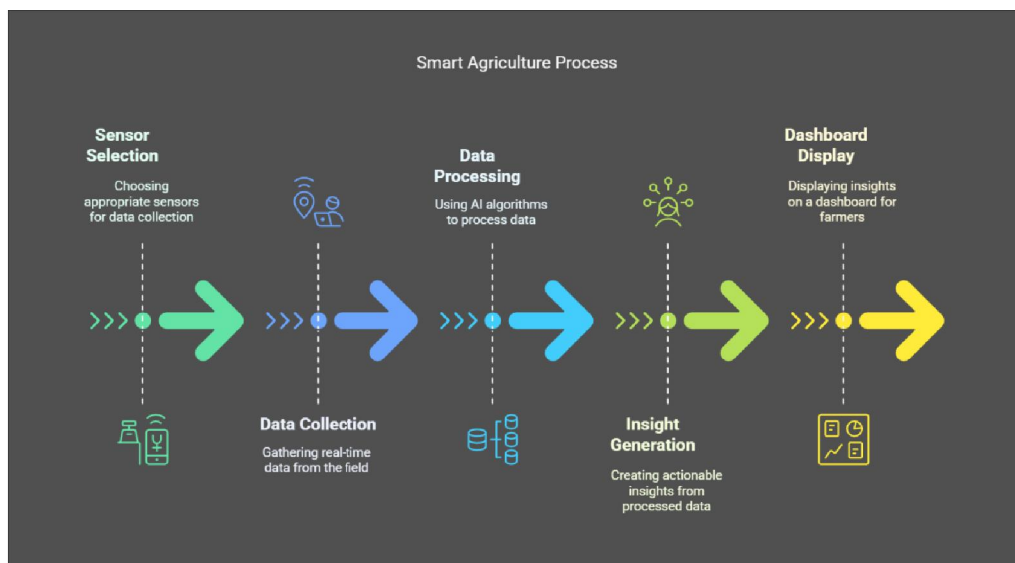 Smart Agriculture Process
Sensor
Selection
Choosing
appropriate sensors
for data collection
Data Collection
Gathering real-time
data from the field
Data
Processing
Using AI algorithms
to process data
Insight
Generation
Creating actionable
insights from
processed data
Dashboard
Display
Displaying insights
on a dashboard for
farmers